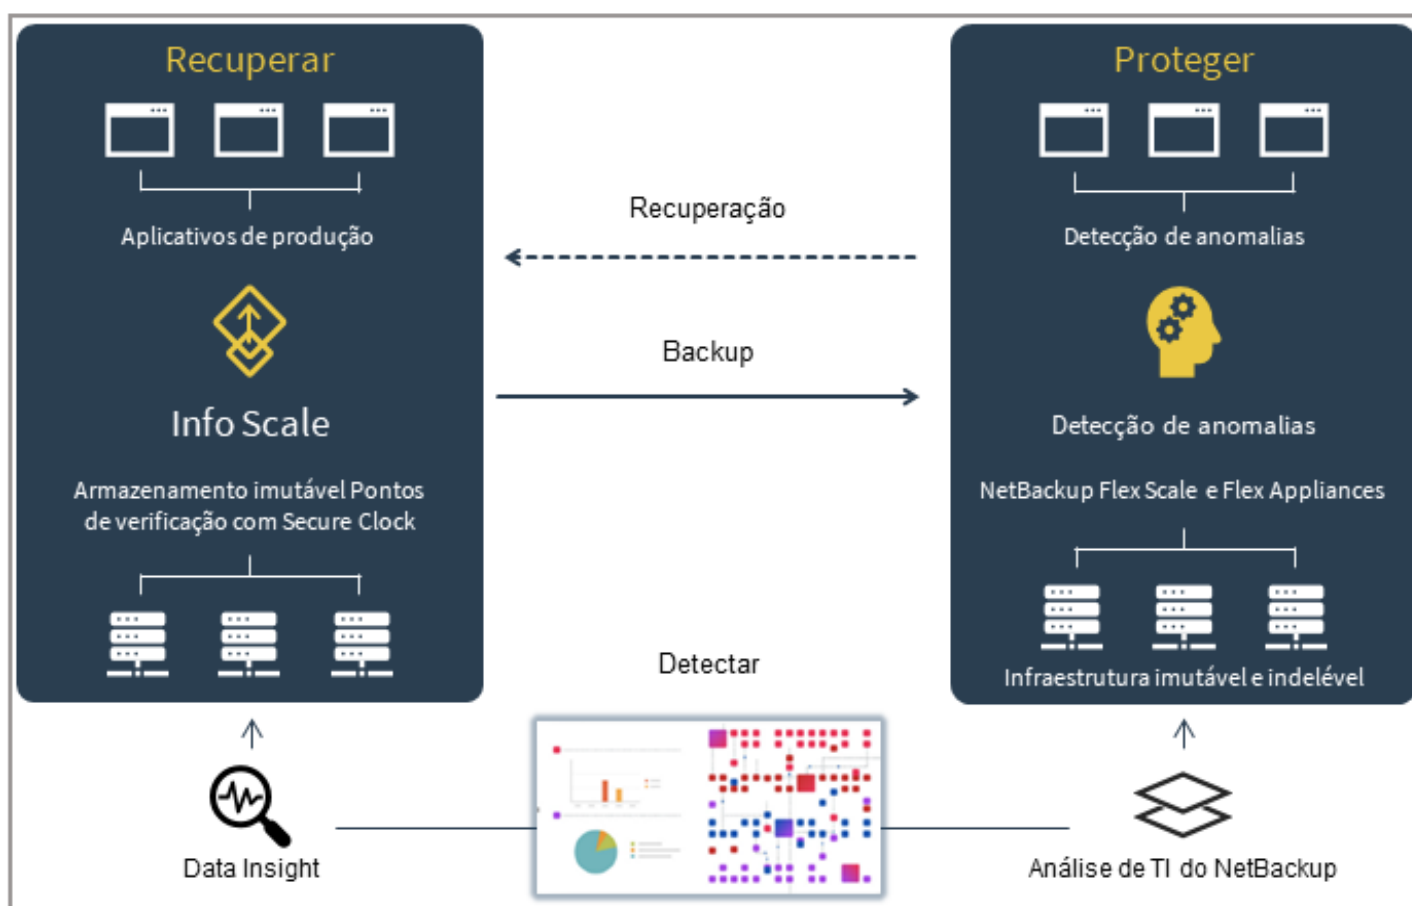 Recuperar
Aplicativos de produção
Info Scale
Armazenamento imutável Pontos
de verificação com Secure Clock
Recuperação
Backup
Detectar
Proteger
Detecção de anomalias
Detecção de anomalias
NetBackup Flex Scale e Flex Appliances
Infraestrutura imutável e indelével
Data Insight
Análise de TI do NetBackup